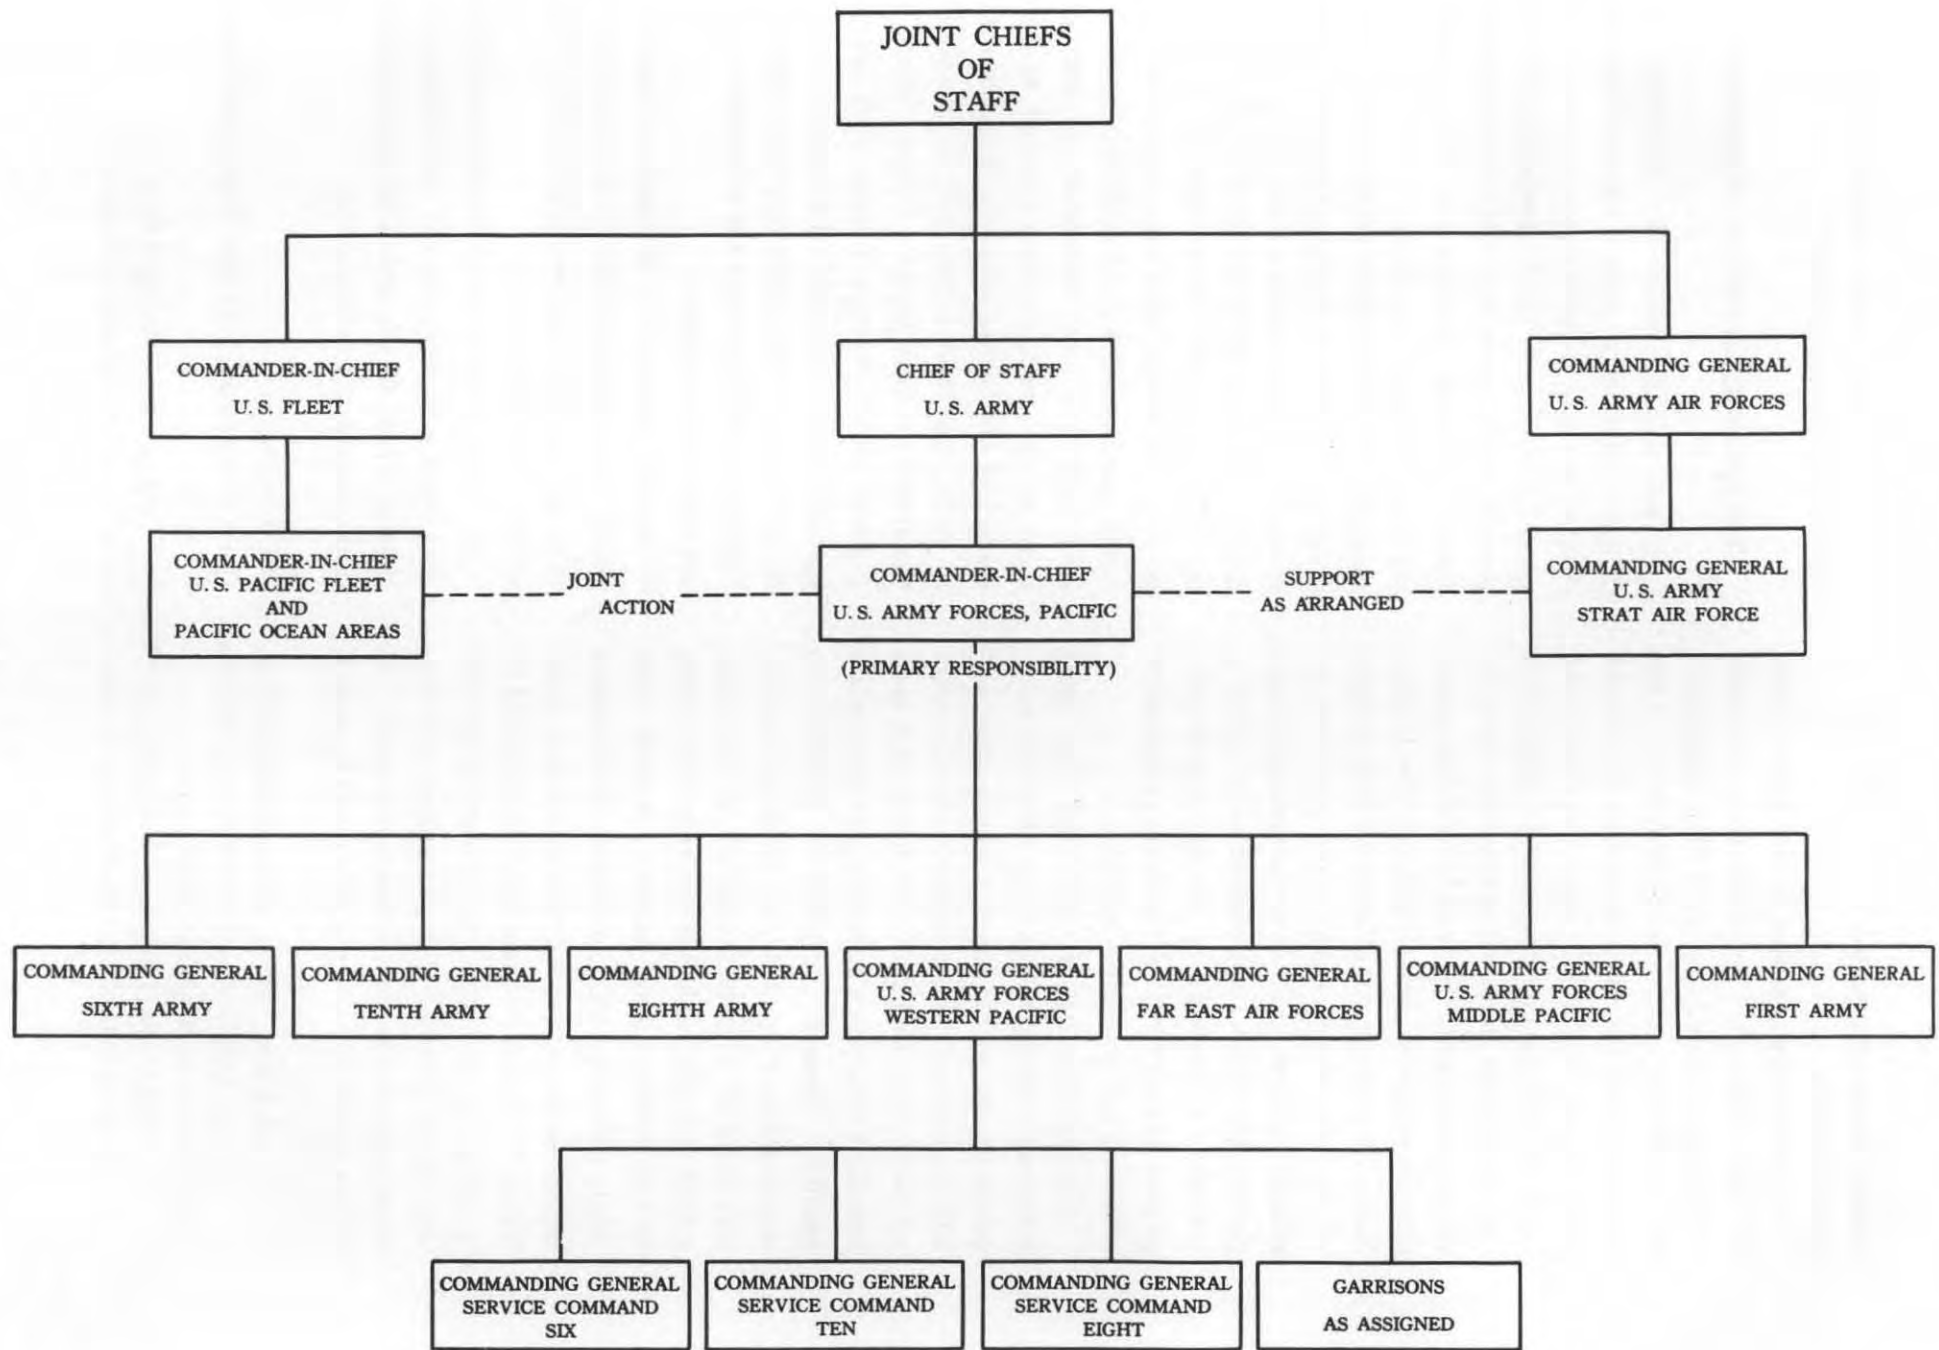 JOINT CHIEFS
OF
STAFF
COMMANDER-IN-CHIEF
U. S. FLEET
CHIEF OF STAFF
U. S. ARMY
COMMANDING GENERAL
U. S. ARMY AIR FORCES
COMMANDER-IN-CHIEF
U. S. PACIFIC FLEET
AND
PACIFIC OCEAN AREAS
JOINT
ACTION
COMMANDER-IN-CHIEF
U. S. ARMY FORCES, PACIFIC
(PRIMARY RESPONSIBILITY)
SUPPORT
AS ARRANGED
COMMANDING GENERAL
U. S. ARMY
STRAT AIR FORCE
COMMANDING GENERAL
SIXTH ARMY
COMMANDING GENERAL
TENTH ARMY
COMMANDING GENERAL
EIGHTH ARMY
COMMANDING GENERAL
U. S. ARMY FORCES
WESTERN PACIFIC
COMMANDING GENERAL
FAR EAST AIR FORCES
COMMANDING GENERAL
U. S. ARMY FORCES
MIDDLE PACIFIC
COMMANDING GENERAL
FIRST ARMY
COMMANDING GENERAL
SERVICE COMMAND
SIX
COMMANDING GENERAL
SERVICE COMMAND
TEN
COMMANDING GENERAL
SERVICE COMMAND
EIGHT
GARRISONS
AS ASSIGNED